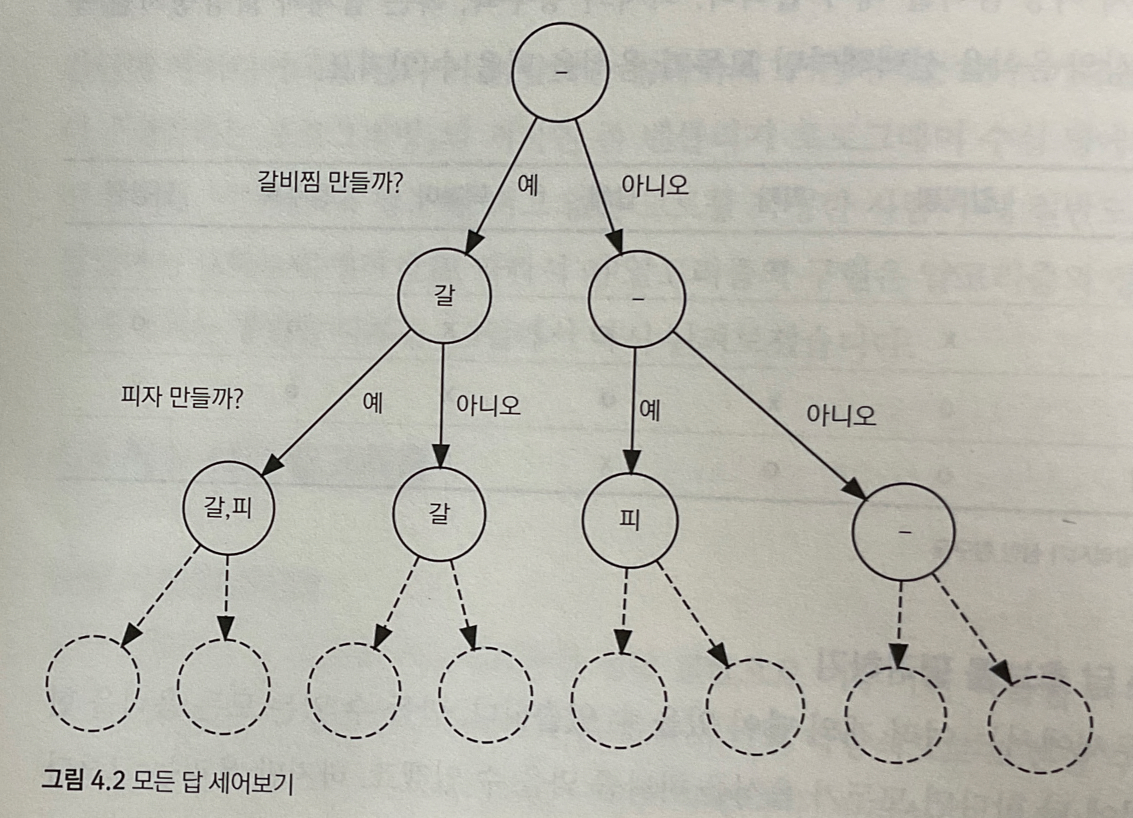 –
갈비찜 만들까? 예 아니오
갈 –
피자 만들까? 예 아니오 예 아니오
갈,피 갈 피 –
그림 4.2 모든 답 세어보기